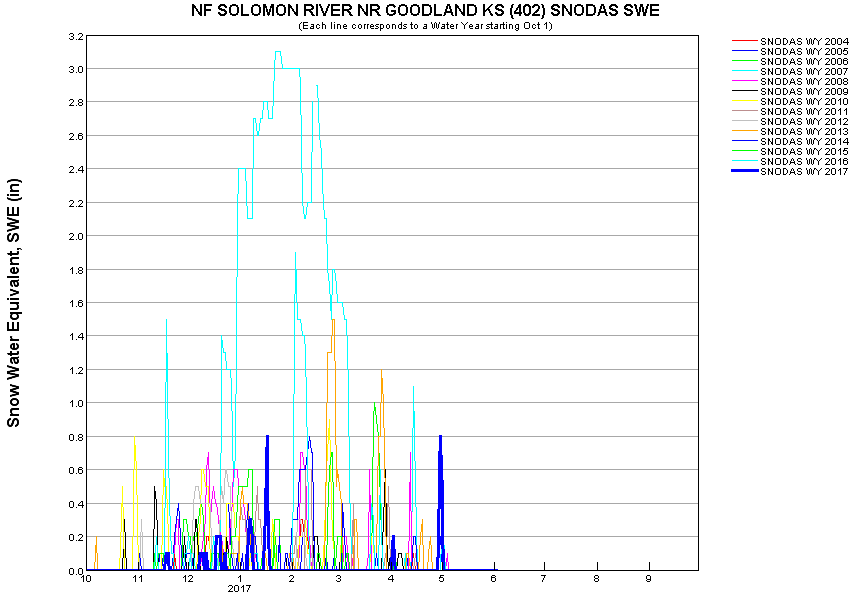 NF SOLOMON RIVER NR GOODLAND KS (402) SNODAS SWE
(Each line corresponds to a Water Year starting Oct 1)
Snow Water Equivalent, SWE (in)
3.2
3.0
2.8
2.6
2.4
2.2
2.0
1.8
1.6
1.4
1.2
1.0
0.8
0.6
0.4
0.2
0.0
10 11 12 1 2 3 4 5 6 7 8 9
2017
SNODAS WY 2004
SNODAS WY 2005
SNODAS WY 2006
SNODAS WY 2007
SNODAS WY 2008
SNODAS WY 2009
SNODAS WY 2010
SNODAS WY 2011
SNODAS WY 2012
SNODAS WY 2013
SNODAS WY 2014
SNODAS WY 2015
SNODAS WY 2016
SNODAS WY 2017